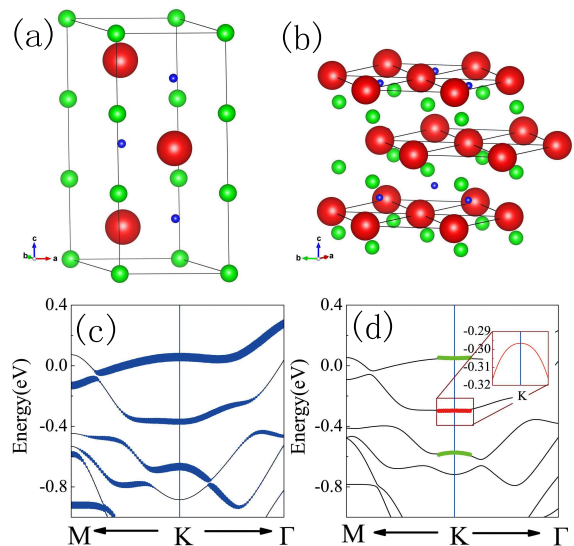 (a)
(b)
c
b
a
c
b
a
(c)
(d)
Energy(eV)
0.4
0.0
-0.4
-0.8
M
K
Γ
Energy(eV)
0.4
0.0
-0.4
-0.8
M
K
Γ
-0.29
-0.30
-0.31
-0.32
K